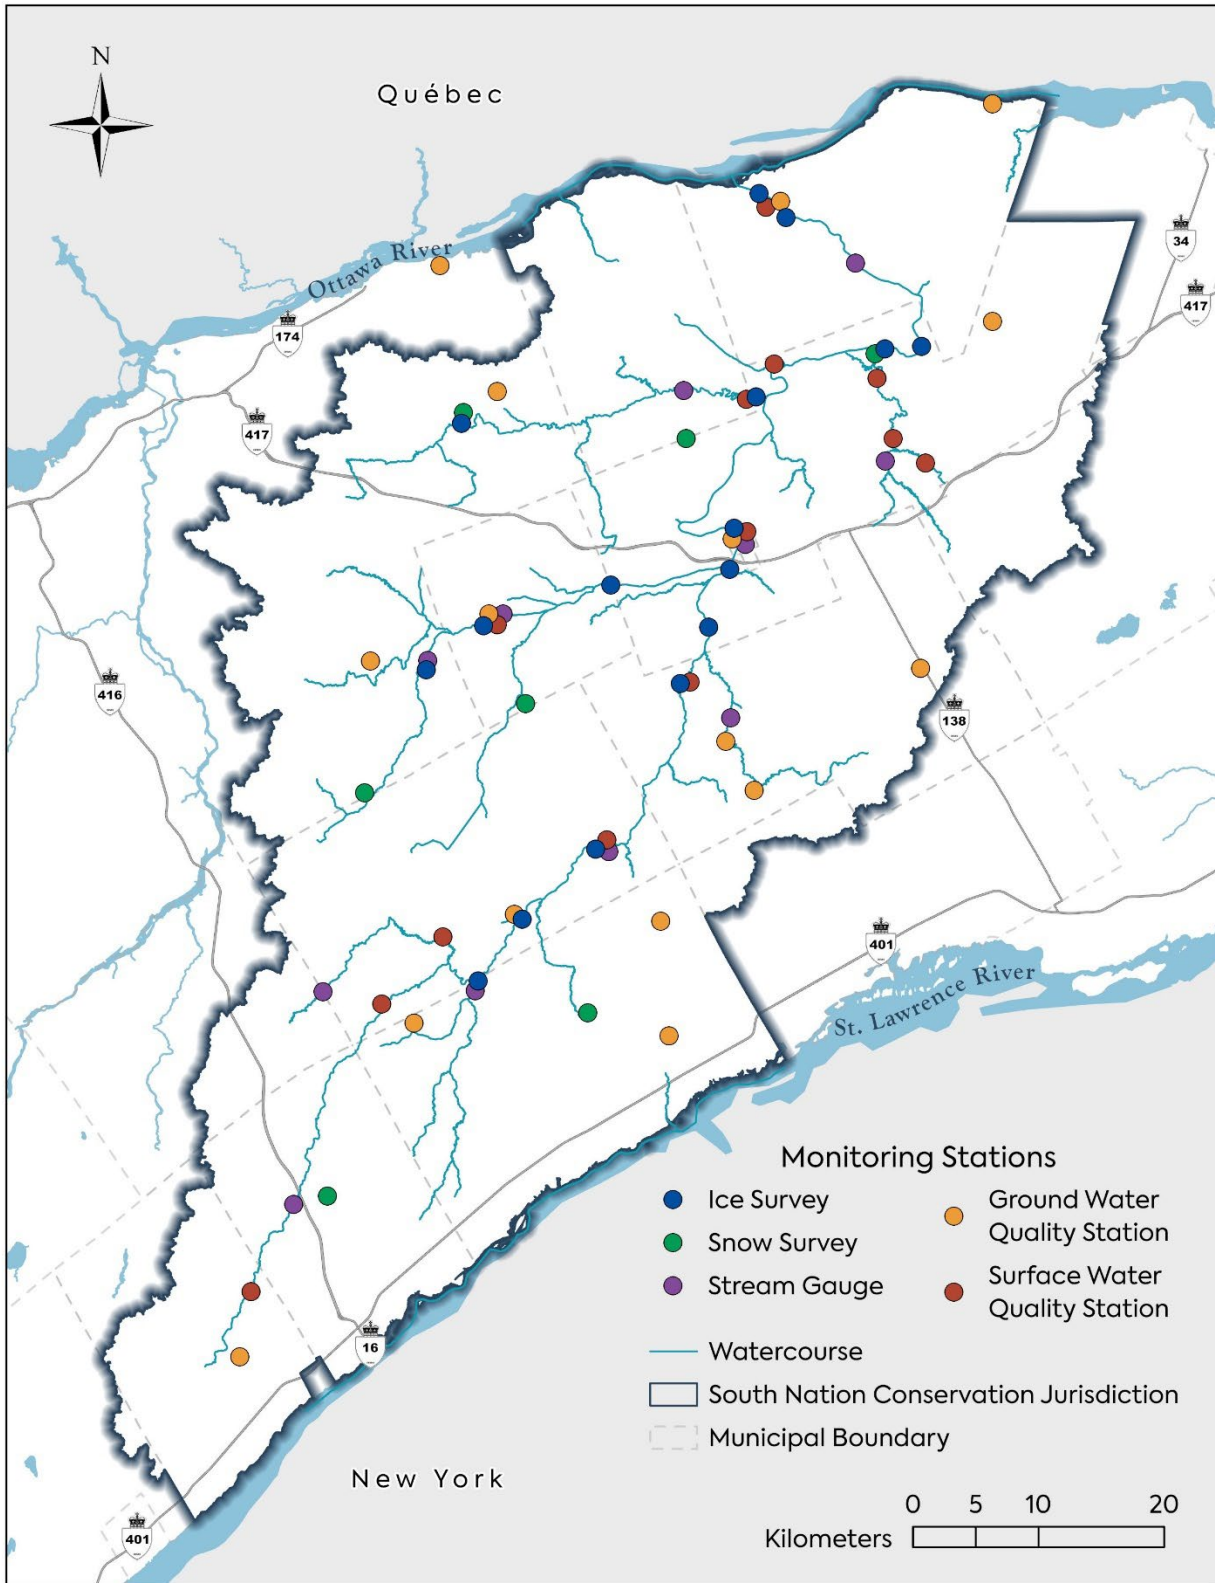 N
Québec
Ottawa River
34
417
174
417
416
138
401
St. Lawrence River
Monitoring Stations
Ice Survey
Snow Survey
Stream Gauge
Ground Water
Quality Station
Surface Water
Quality Station
16
Watercourse
South Nation Conservation Jurisdiction
Municipal Boundary
New York
0 5 10 20
Kilometers
401